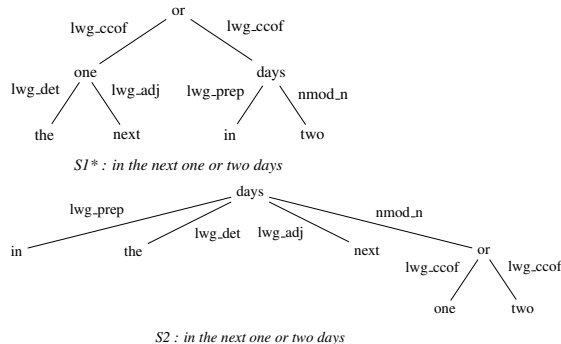 or
lwg_ccof lwg_ccof
one days
lwg_det lwg_adj lwg_prep nmod_n
the next in two
S1* : in the next one or two days
days
lwg_prep nmod_n
lwg_det lwg_adj
in the next or
lwg_ccof lwg_ccof
one two
S2 : in the next one or two days